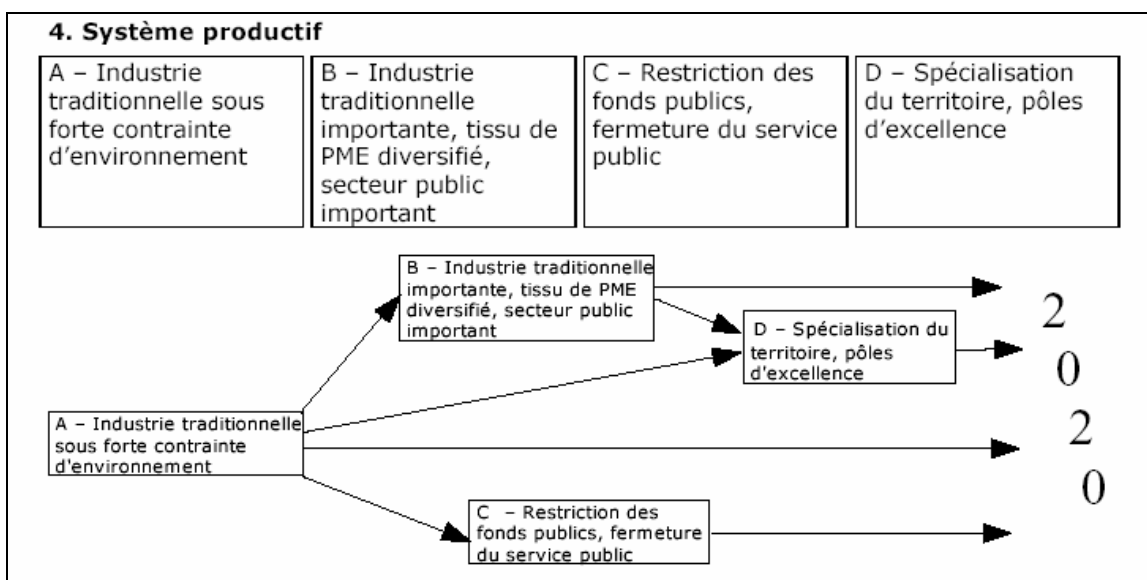 4. Système productif
A – Industrie
traditionnelle sous
forte contrainte
d'environnement
B – Industrie
traditionnelle
importante, tissu de
PME diversifié,
secteur public
important
C – Restriction des
fonds publics,
fermeture du service
public
D – Spécialisation
du territoire, pôles
d'excellence
B – Industrie traditionnelle
importante, tissu de PME
diversifié, secteur public
important
D – Spécialisation du
territoire, pôles
d'excellence
A – Industrie traditionnelle
sous forte contrainte
d'environnement
C – Restriction des
fonds publics, fermeture
du service public
2
0
2
0